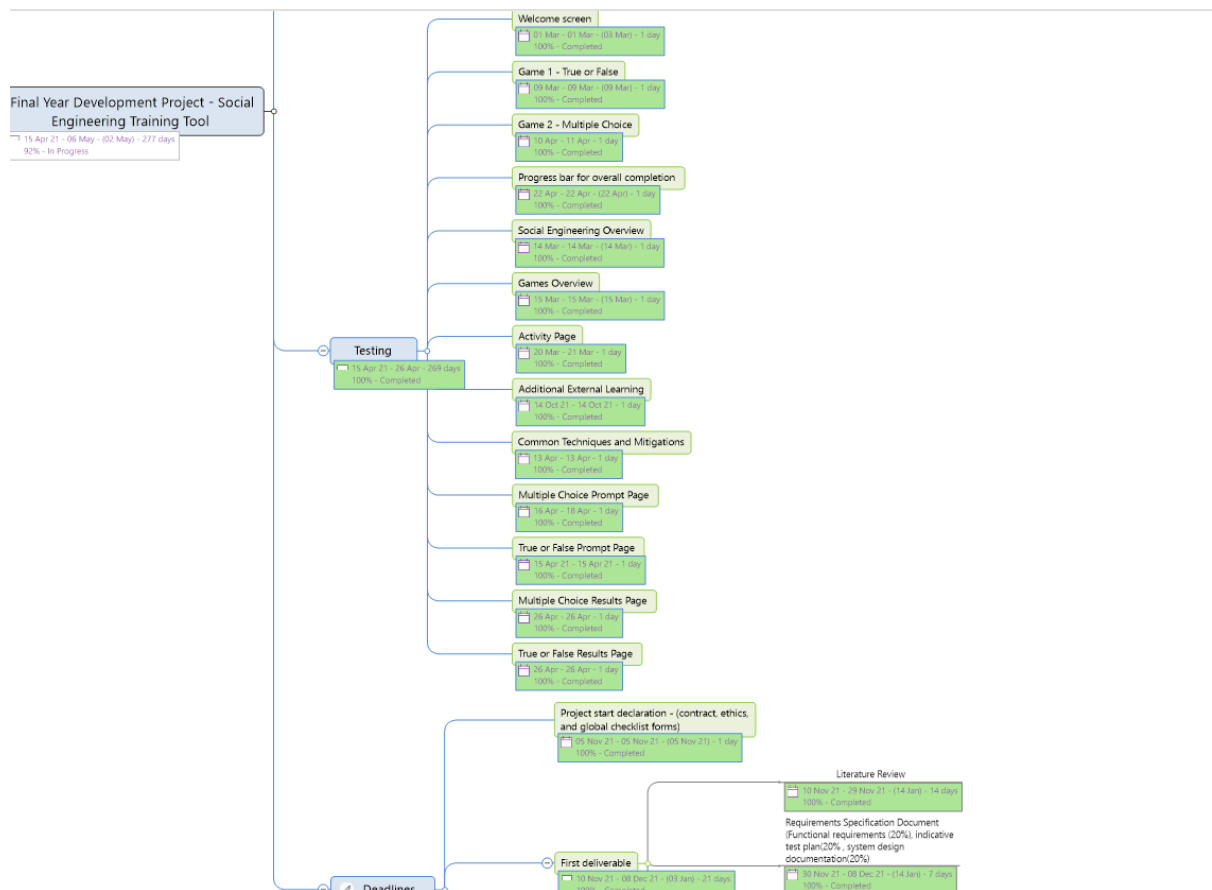 Welcome screen
01 Mar - 01 Mar - (03 Mar) - 1 day
100% - Completed
Final Year Development Project - Social
Engineering Training Tool
15 Apr 21 - 06 May - (02 May) - 277 days
92% - In Progress
Game 1 - True or False
09 Mar - 09 Mar - (09 Mar) - 1 day
100% - Completed
Game 2 - Multiple Choice
10 Apr - 11 Apr - 1 day
100% - Completed
Progress bar for overall completion
22 Apr - 22 Apr - (22 Apr) - 1 day
100% - Completed
Social Engineering Overview
14 Mar - 14 Mar - (14 Mar) - 1 day
100% - Completed
Games Overview
15 Mar - 15 Mar - (15 Mar) - 1 day
100% - Completed
Testing
15 Apr 21 - 26 Apr - 269 days
100% - Completed
Activity Page
20 Mar - 21 Mar - 1 day
100% - Completed
Additional External Learning
14 Oct 21 - 14 Oct 21 - 1 day
100% - Completed
Common Techniques and Mitigations
13 Apr - 13 Apr - 1 day
100% - Completed
Multiple Choice Prompt Page
16 Apr - 18 Apr - 1 day
100% - Completed
True or False Prompt Page
15 Apr 21 - 15 Apr 21 - 1 day
100% - Completed
Multiple Choice Results Page
26 Apr - 26 Apr - 1 day
100% - Completed
True or False Results Page
26 Apr - 26 Apr - 1 day
100% - Completed
Project start declaration - (contract, ethics,
and global checklist forms)
05 Nov 21 - 05 Nov 21 - (05 Nov 21) - 1 day
100% - Completed
Literature Review
10 Nov 21 - 29 Nov 21 - (14 Jan) - 14 days
100% - Completed
Requirements Specification Document
(Functional requirements (20%), indicative
test plan(20% , system design
documentation(20%)
30 Nov 21 - 08 Dec 21 - (14 Jan) - 7 days
100% - Completed
First deliverable
10 Nov 21 - 08 Dec 21 - (03 Jan) - 21 days
100% - Completed
Deadlines